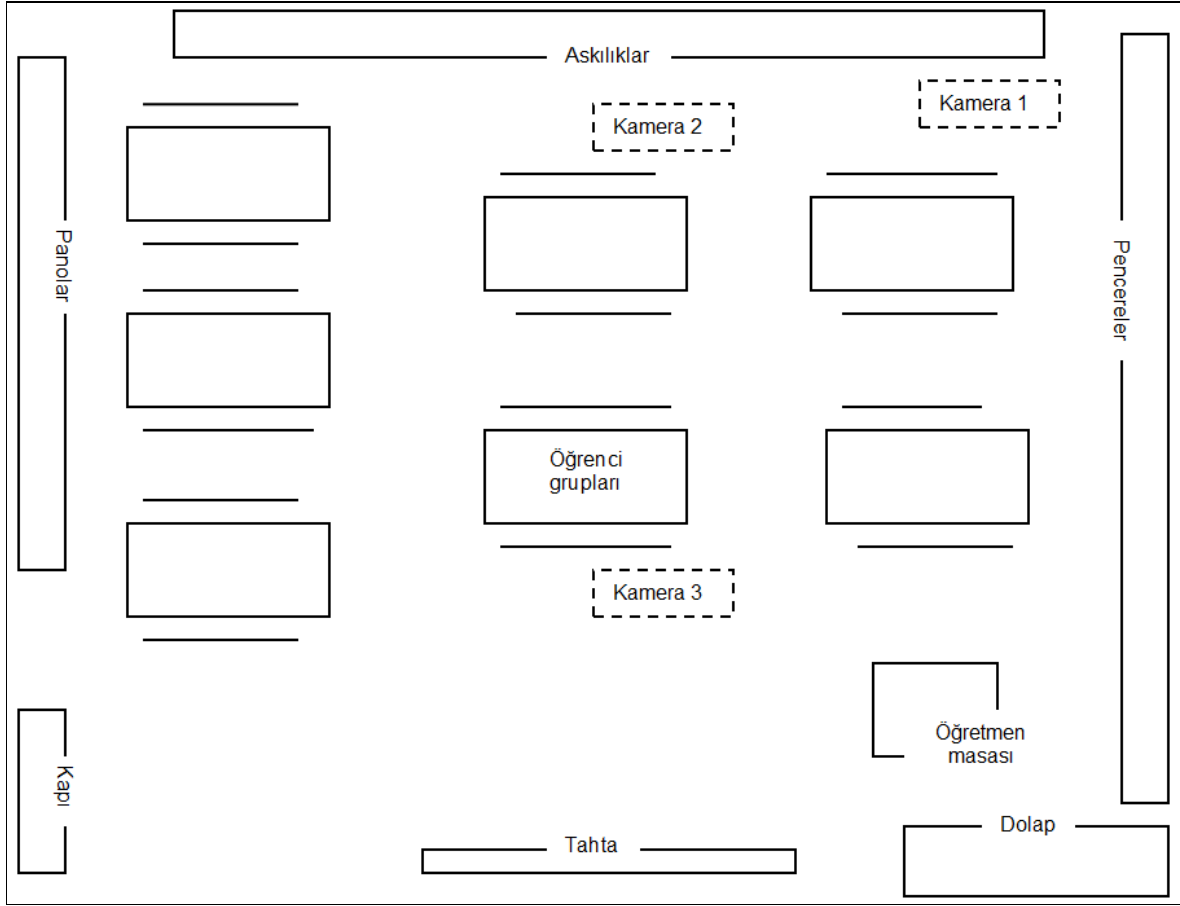 Askılıklar
Kamera 1
Kamera 2
Panolar
Pencereler
Öğrenci
grupları
Kamera 3
Öğretmen
masası
Kapı
Dolap
Tahta